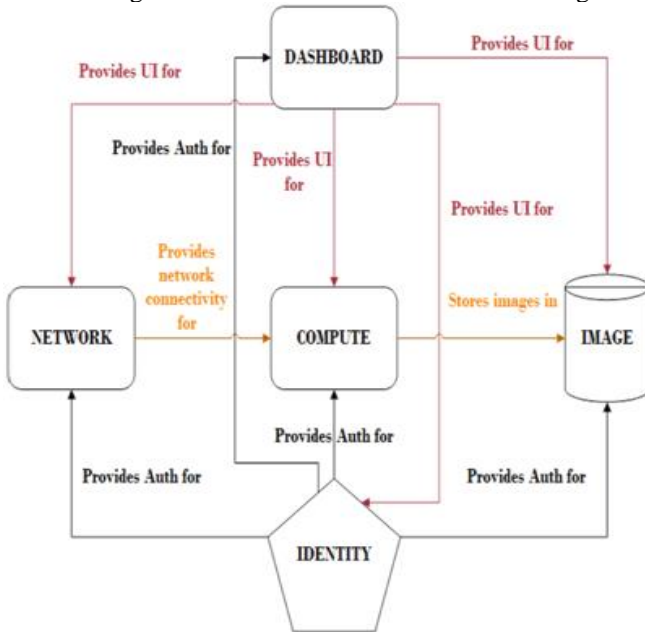 DASHBOARD
Provides UI for
Provides UI for
Provides Auth for
Provides UI
for
Provides UI for
Provides
network
connectivity
for
Stores images in
NETWORK
COMPUTE
IMAGE
Provides Auth for
Provides Auth for
Provides Auth for
IDENTITY